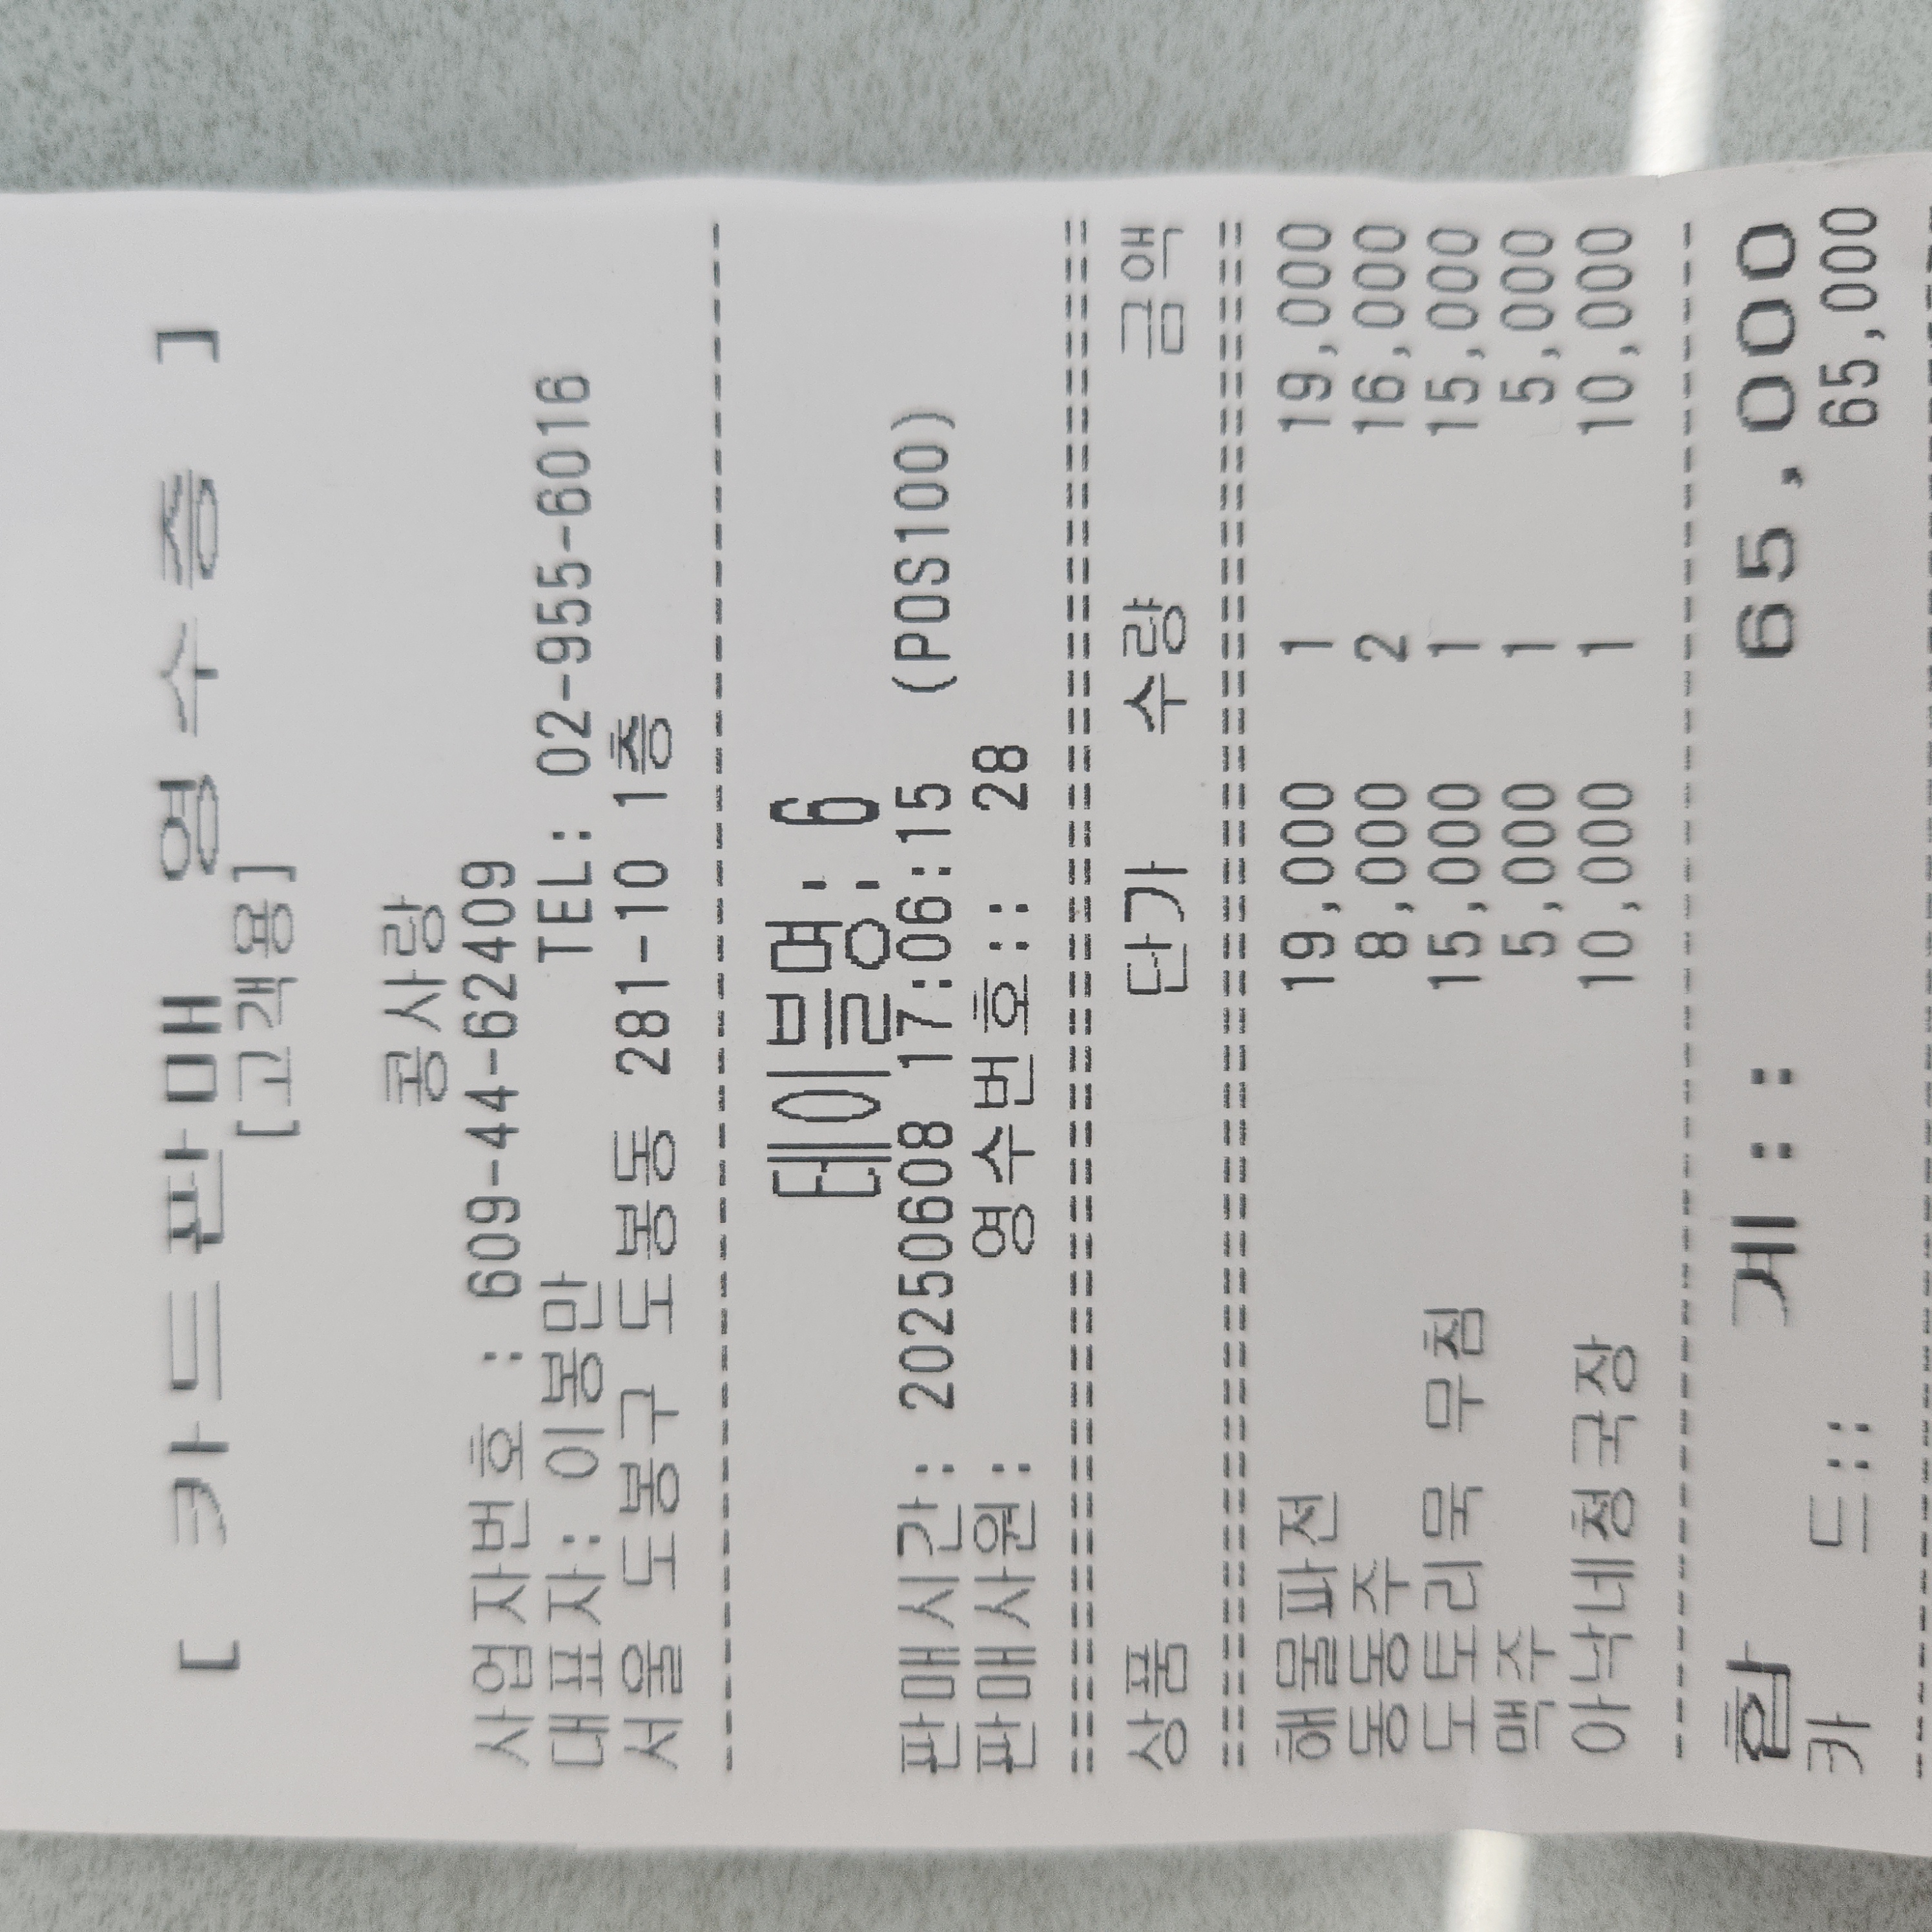 [ 카드판매 영수증 ]
[고객용]
콩사랑
사업자번호 : 609-44-62409
대표자: 이봉만 TEL: 02-955-6016
서울 도봉구 도봉동 281-10 1층
테이블명: 6
판매시간: 20250608 17:06:15 (POS100)
판매사원: 영수번호:: 28
상품 단가 수량 금액
해물파전 19,000 1 19,000
동동주 8,000 2 16,000
도토리묵 무침 15,000 1 15,000
맥주 5,000 1 5,000
아낙네청국장 10,000 1 10,000
합 계 :: 65,000
카 드:: 65,000